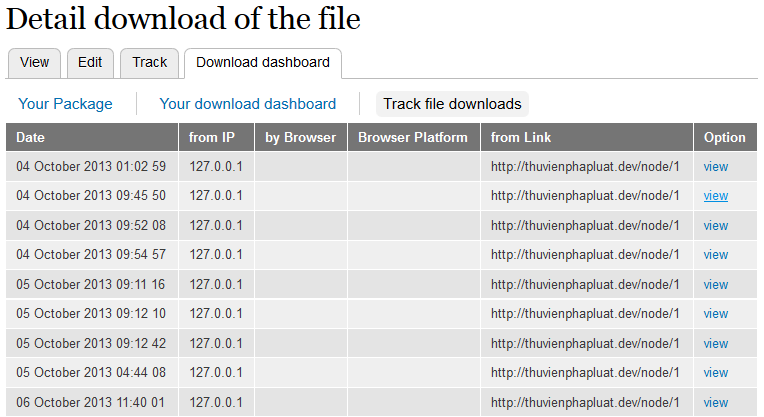 Detail download of the file
View Edit Track Download dashboard
Your Package Your download dashboard Track file downloads
Date from IP by Browser Browser Platform from Link Option
04 October 2013 01:02 59 127.0.0.1 http://thuvienphapluat.dev/node/1 view
04 October 2013 09:45 50 127.0.0.1 http://thuvienphapluat.dev/node/1 view
04 October 2013 09:52 08 127.0.0.1 http://thuvienphapluat.dev/node/1 view
04 October 2013 09:54 57 127.0.0.1 http://thuvienphapluat.dev/node/1 view
05 October 2013 09:11 16 127.0.0.1 http://thuvienphapluat.dev/node/1 view
05 October 2013 09:12 10 127.0.0.1 http://thuvienphapluat.dev/node/1 view
05 October 2013 09:12 42 127.0.0.1 http://thuvienphapluat.dev/node/1 view
05 October 2013 04:44 08 127.0.0.1 http://thuvienphapluat.dev/node/1 view
06 October 2013 11:40 01 127.0.0.1 http://thuvienphapluat.dev/node/1 view